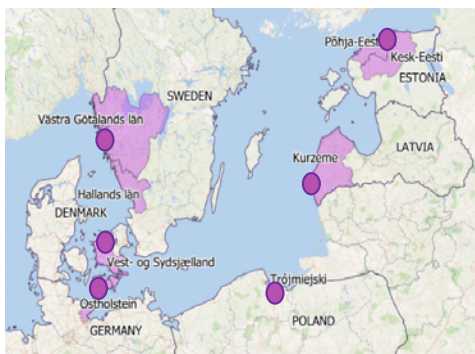 Põhja-Eesti
Kesk-Eesti
SWEDEN
ESTONIA
Västra Götalands län
LATVIA
Kurzeme
Hallands län
DENMARK
Vest- og Sydsjælland
Trójmiejski
Ostholstein
POLAND
GERMANY